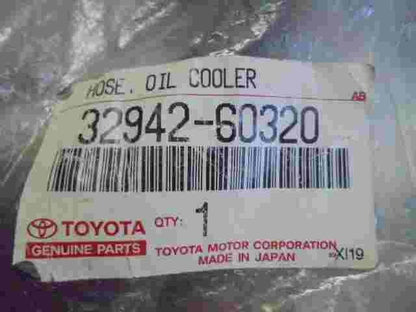 HOSE, OIL COOLER
AB
32942-60320
TOYOTA QTY: 1
GENUINE PARTS
TOYOTA MOTOR CORPORATION
MADE IN JAPAN
XI19